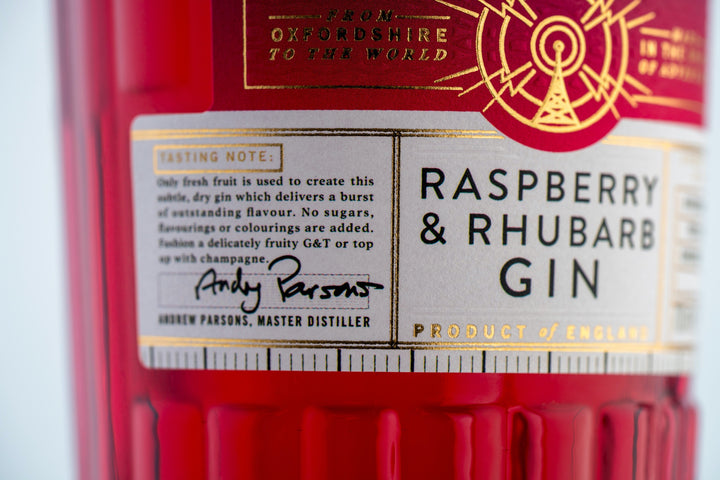 FROM
OXFORDSHIRE
TO THE WORLD
IN THE
TASTING NOTE:
Only fresh fruit is used to create this
subtle, dry gin which delivers a burst
of outstanding flavour. No sugars,
flavourings or colourings are added.
Fashion a delicately fruity G&T or top
up with champagne.
Andy Parsons
ANDREW PARSONS, MASTER DISTILLER
RASPBERRY
& RHUBARB
GIN
PRODUCT of ENGLAND